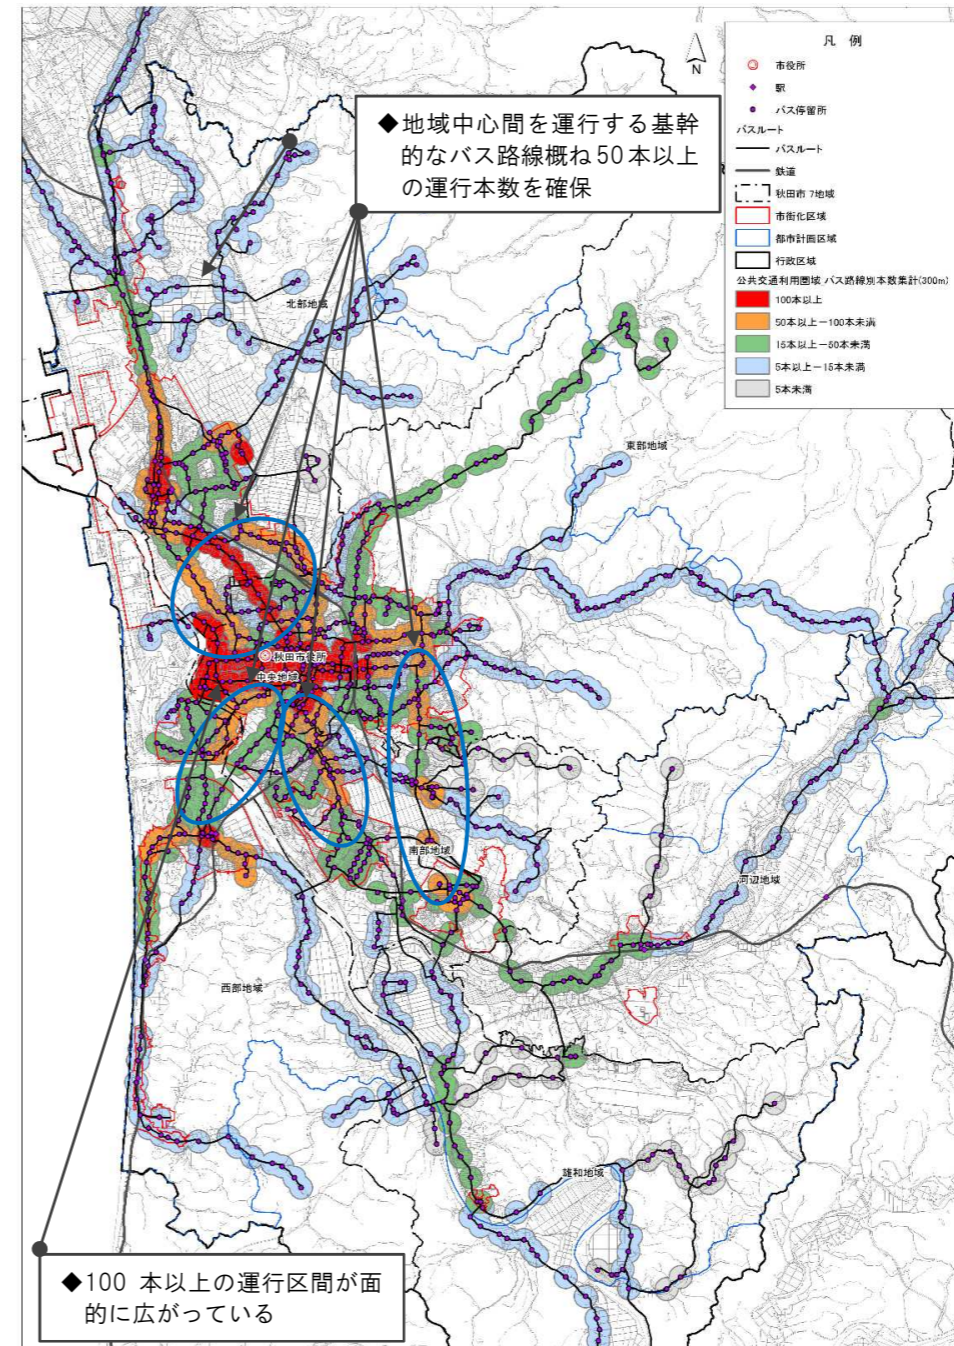 凡 例
市役所
駅
バス停留所
バスルート
バスルート
鉄道
秋田市 7地域
市街化区域
都市計画区域
行政区域
公共交通利用圏域 バス路線別本数集計(300m)
100本以上
50本以上－100本未満
15本以上－50本未満
5本以上－15本未満
5本未満
N
◆地域中心間を運行する基幹
的なバス路線概ね50本以上
の運行本数を確保
北部地域
東部地域
秋田市役所
中央地域
南部地域
河辺地域
西部地域
雄和地域
◆100 本以上の運行区間が面
的に広がっている